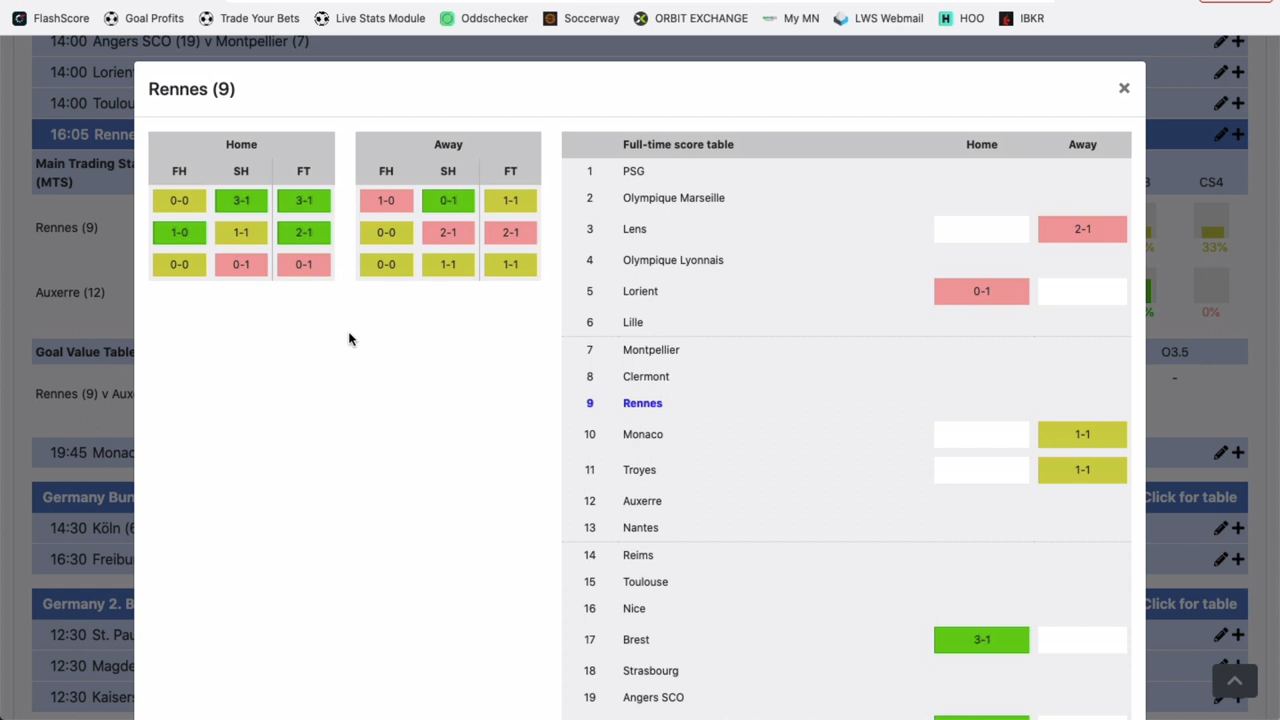 FlashScore Goal Profits Trade Your Bets Live Stats Module Oddschecker Soccerway ORBIT EXCHANGE My MN LWS Webmail HOO IBKR
14:00 Angers SCO (19) v Montpellier (7)
14:00 Lorien
14:00 Toulou
16:05 Renne
Main Trading Sta
(MTS)
CS4
Rennes (9)
33%
Auxerre (12)
%
0%
Goal Value Table
O3.5
Rennes (9) v Aux
-
19:45 Monac
Germany Bun
Click for table
14:30 Köln (6
16:30 Freibu
Germany 2. B
Click for table
12:30 St. Pau
12:30 Magde
12:30 Kaisers
Rennes (9) ×
Home
FH SH FT
0-0 3-1 3-1
1-0 1-1 2-1
0-0 0-1 0-1
Away
FH SH FT
1-0 0-1 1-1
0-0 2-1 2-1
0-0 1-1 1-1
Full-time score table Home Away
1 PSG
2 Olympique Marseille
3 Lens 2-1
4 Olympique Lyonnais
5 Lorient 0-1
6 Lille
7 Montpellier
8 Clermont
9 Rennes
10 Monaco 1-1
11 Troyes 1-1
12 Auxerre
13 Nantes
14 Reims
15 Toulouse
16 Nice
17 Brest 3-1
18 Strasbourg
19 Angers SCO